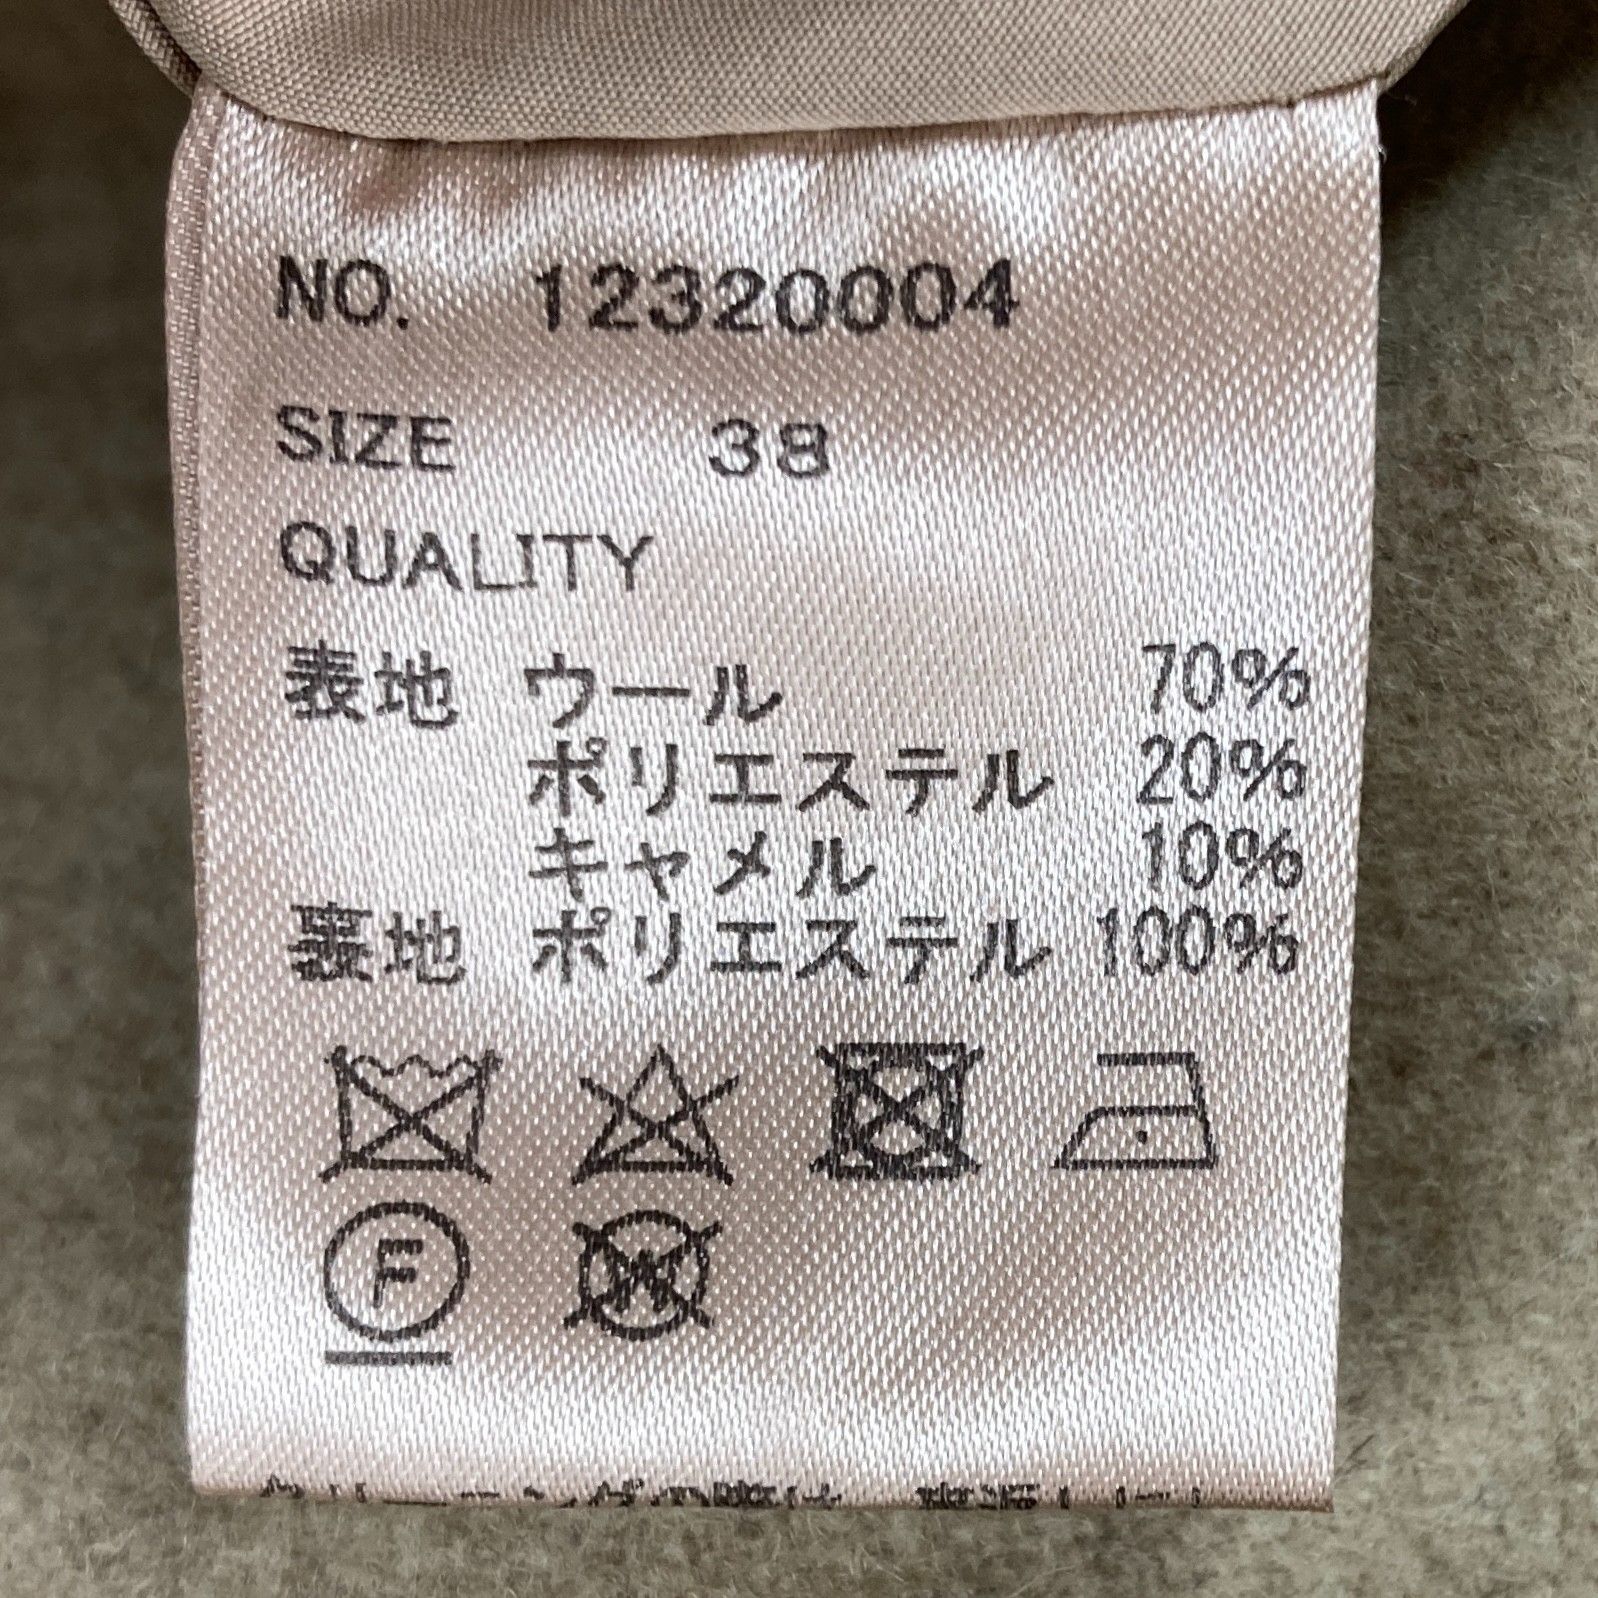 NO. 12320004
SIZE 38
QUALITY
表地 ウール 70%
ポリエステル 20%
キャメル 10%
裏地 ポリエステル 100%
F
W